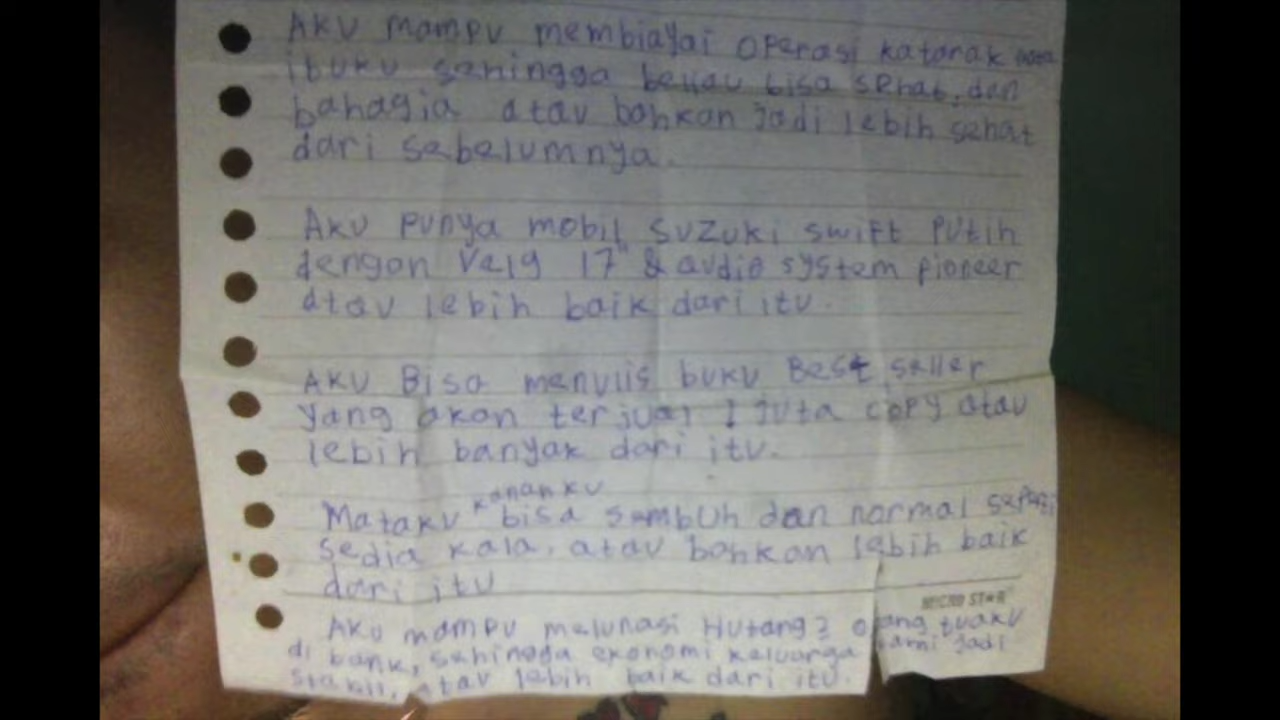 Aku mampu membiayai operasi katarak
ibuku sehingga beliau bisa sehat, dan
bahagia atau bahkan jadi lebih sehat
dari sebelumnya.
Aku punya mobil Suzuki Swift Putih
dengan Velg 17" & audio system pioneer
atau lebih baik dari itu.
Aku Bisa menulis buku Best Seller
yang akan terjual 1 Juta copy atau
lebih banyak dari itu.
kananku
Mataku bisa sembuh dan normal seperti
sedia kala, atau bahkan lebih baik
dari itu
MICRO STAR
Aku mampu melunasi Hutang2 orang tuaku
di bank, sehingga ekonomi keluarga kami jadi
stabil, atau lebih baik dari itu.